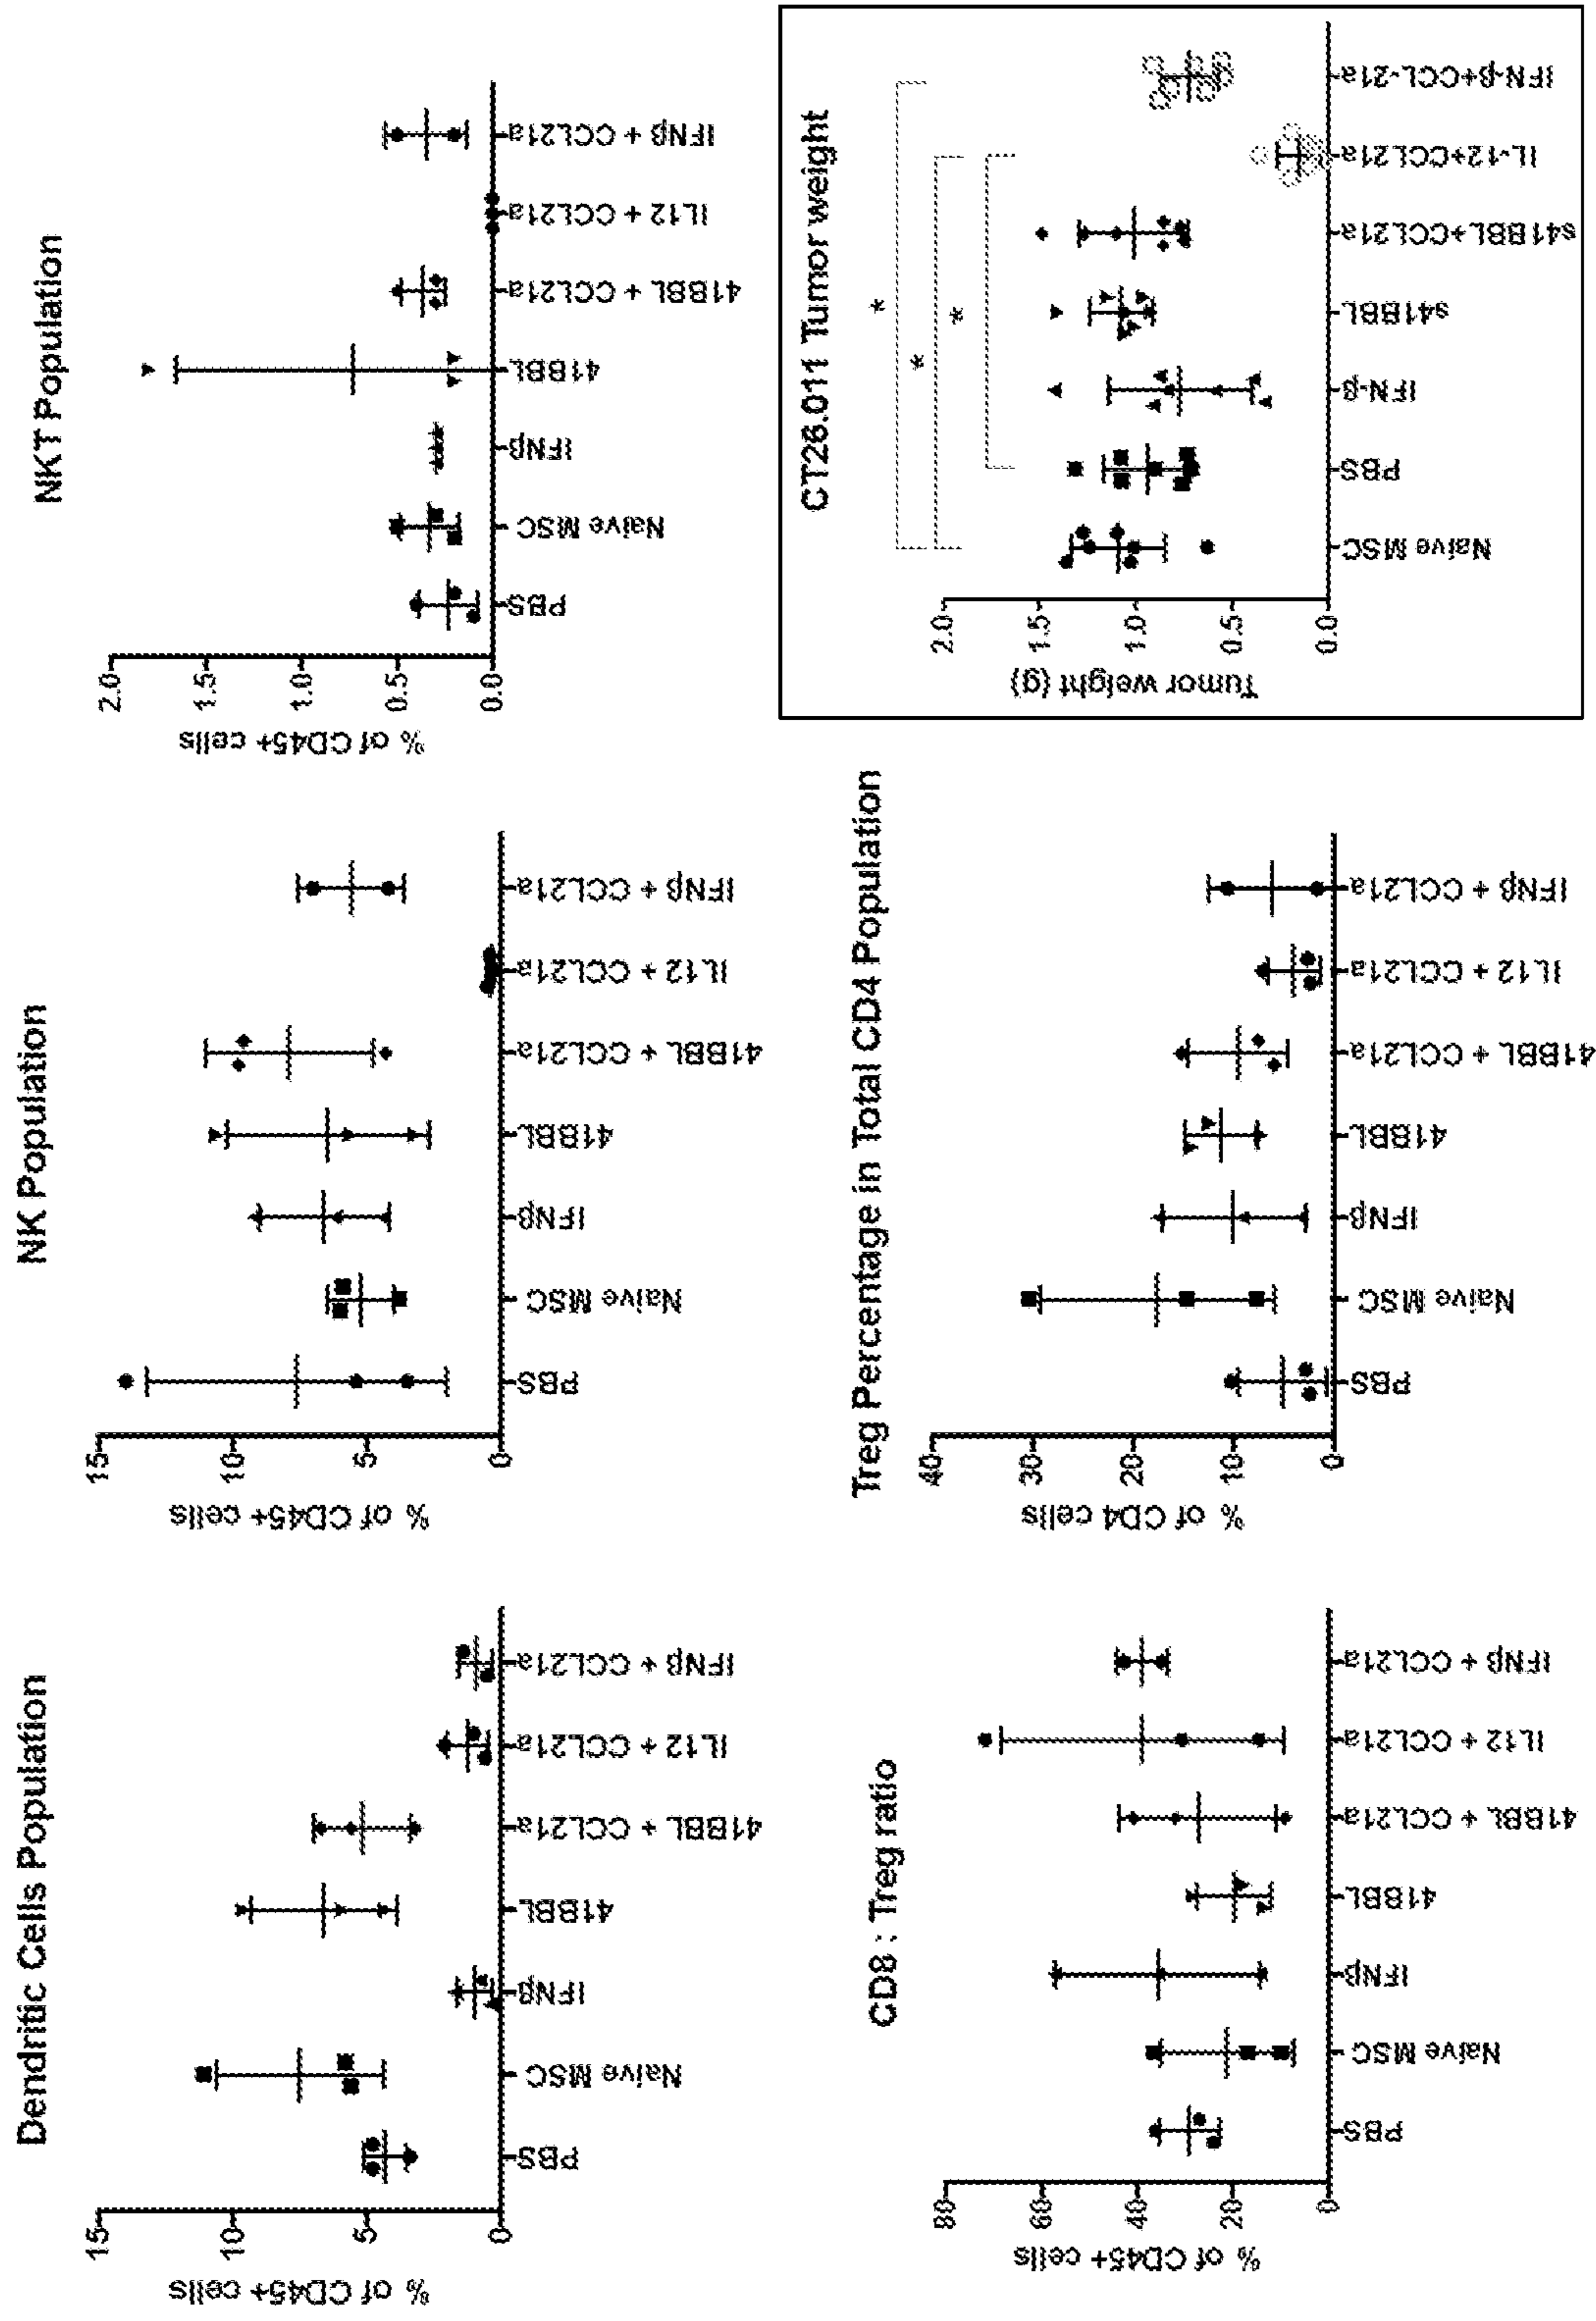 Dendritic Cells Population
% of CD45+ cells
15
10
5
0
PBS
Naive MSC
IFNβ
41BBL
41BBL + CCL21a
IL12 + CCL21a
IFNβ + CCL21a
NK Population
% of CD45+ cells
15
10
5
0
PBS
Naive MSC
IFNβ
41BBL
41BBL + CCL21a
IL12 + CCL21a
IFNβ + CCL21a
NKT Population
% of CD45+ cells
2.0
1.5
1.0
0.5
0.0
PBS
Naive MSC
IFNβ
41BBL
41BBL + CCL21a
IL12 + CCL21a
IFNβ + CCL21a
CD8 : Treg ratio
% of CD45+ cells
80
60
40
20
0
PBS
Naive MSC
IFNβ
41BBL
41BBL + CCL21a
IL12 + CCL21a
IFNβ + CCL21a
Treg Percentage in Total CD4 Population
% of CD4 cells
40
30
20
10
0
PBS
Naive MSC
IFNβ
41BBL
41BBL + CCL21a
IL12 + CCL21a
IFNβ + CCL21a
CT26.011 Tumor weight
*
*
*
Tumor weight (g)
2.0
1.5
1.0
0.5
0.0
Naive MSC
PBS
IFN-β
s41BBL
s41BBL+CCL21a
IL-12+CCL21a
IFN-β+CCL-21a